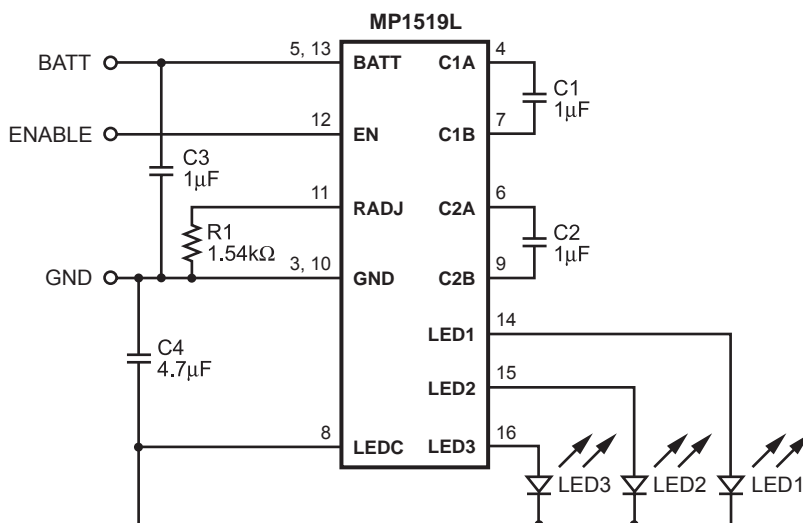 MP1519L
BATT
5, 13
BATT
C1A
4
C1
1µF
ENABLE
12
EN
C1B
7
C3
1µF
11
RADJ
C2A
6
R1
1.54kΩ
C2
1µF
GND
3, 10
GND
C2B
9
LED1
14
C4
4.7µF
LED2
15
8
LEDC
LED3
16
LED3
LED2
LED1